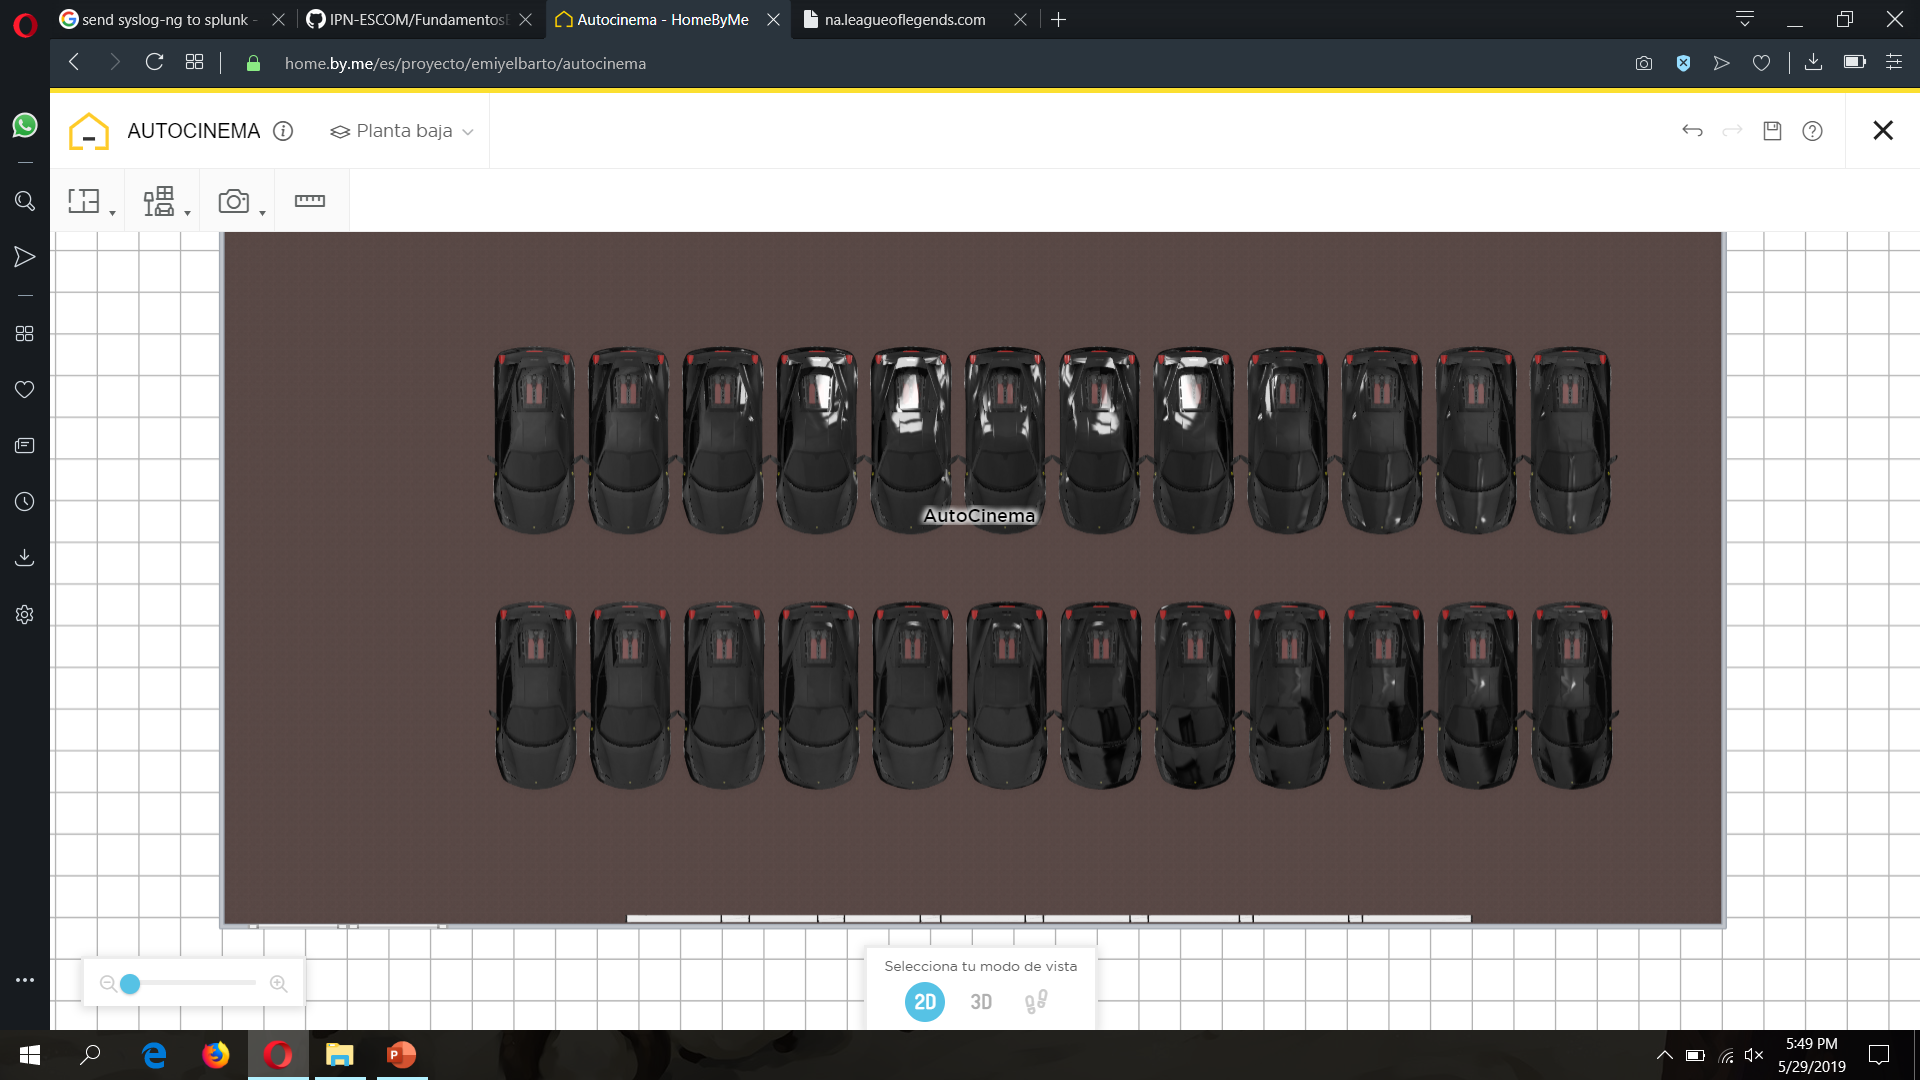 send syslog-ng to splunk -
IPN-ESCOM/Fundamentos
Autocinema - HomeByMe
na.leagueoflegends.com
home.by.me/es/proyecto/emiyelbarto/autocinema
AUTOCINEMA
Planta baja
AutoCinema
Selecciona tu modo de vista
2D
3D
5:49 PM
5/29/2019